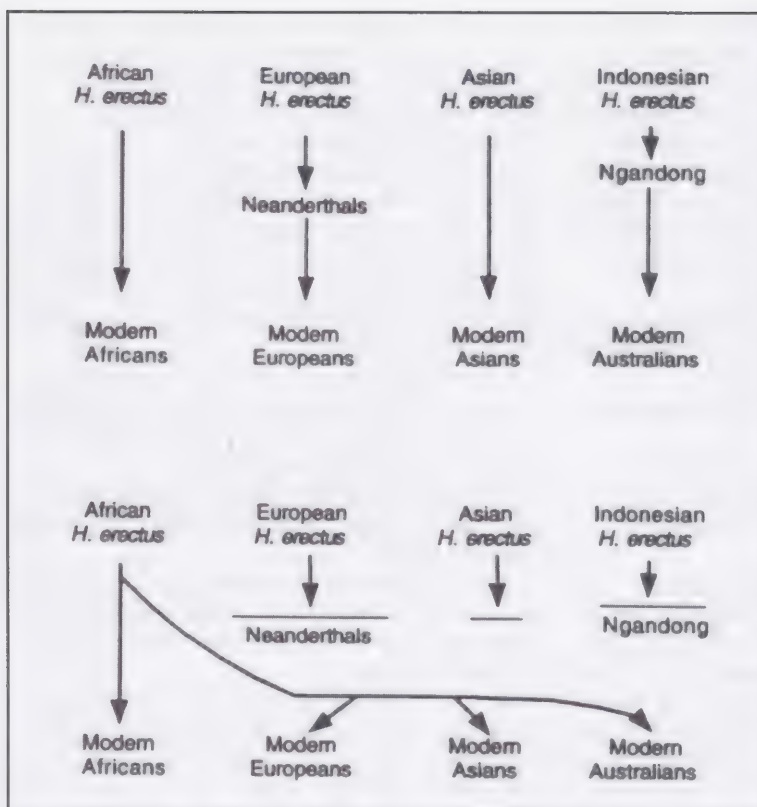 African European Asian Indonesian
H. erectus H. erectus H. erectus H. erectus
Ngandong
Neanderthals
Modern Modern Modern Modern
Africans Europeans Asians Australians
African European Asian Indonesian
H. erectus H. erectus H. erectus H. erectus
Neanderthals Ngandong
Modern Modern Modern Modern
Africans Europeans Asians Australians